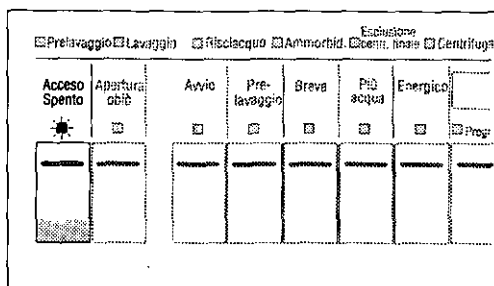 Esclusione
Prelavaggio Lavaggio Risciacquo Ammorbid. centr. finale Centrifuga
Acceso Apertura Avvio Pre- Breve Più Energico
Spento oblò lavaggio acqua
Progr